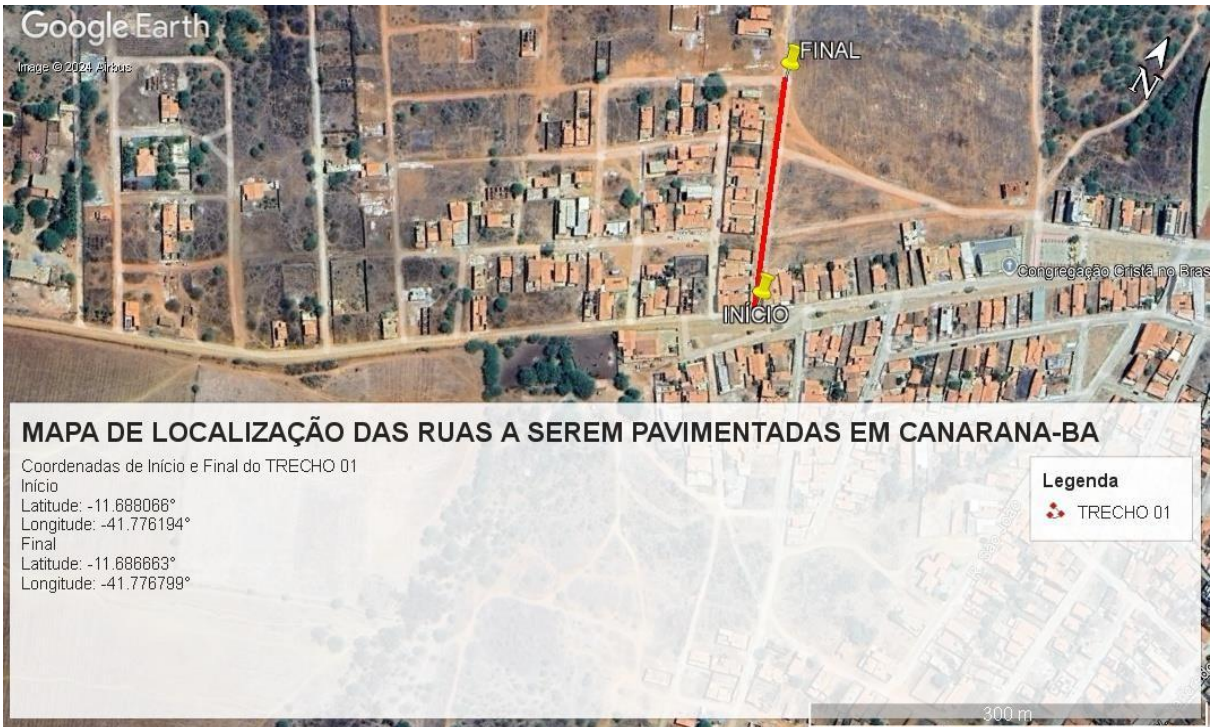 Google Earth
Image © 2024 Airbus
FINAL
N
Congregação Cristã no Bras
INÍCIO
MAPA DE LOCALIZAÇÃO DAS RUAS A SEREM PAVIMENTADAS EM CANARANA-BA
Coordenadas de Início e Final do TRECHO 01
Início
Latitude: -11.688066°
Longitude: -41.776194°
Final
Latitude: -11.686663°
Longitude: -41.776799°
Legenda
TRECHO 01
300 m